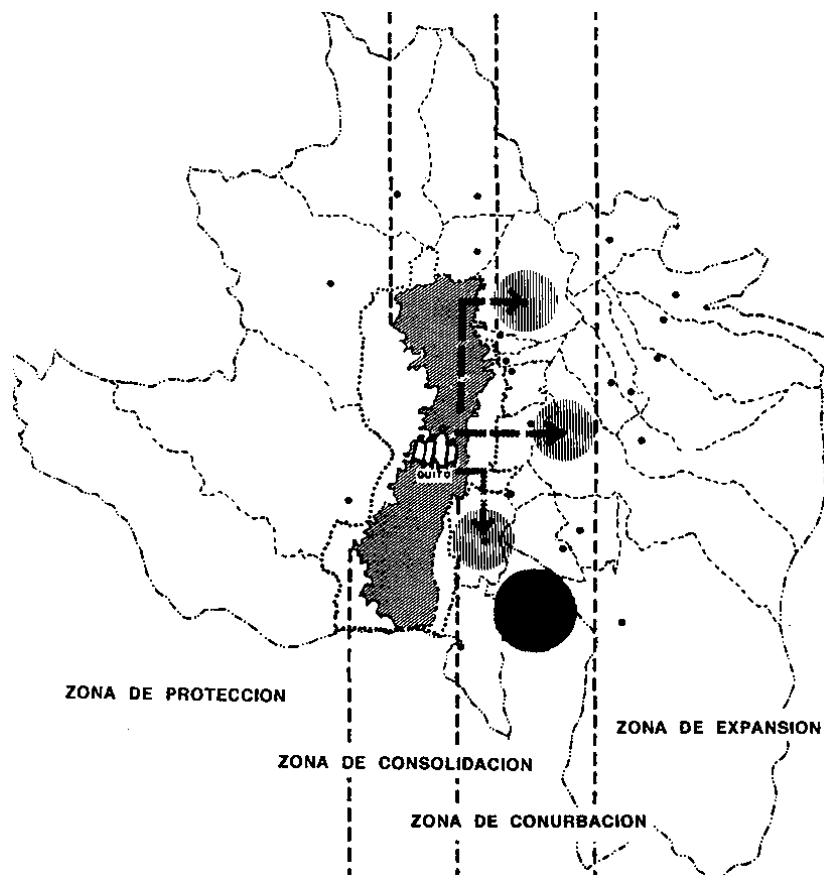 QUITO
ZONA DE PROTECCION
ZONA DE EXPANSION
ZONA DE CONSOLIDACION
ZONA DE CONURBACION